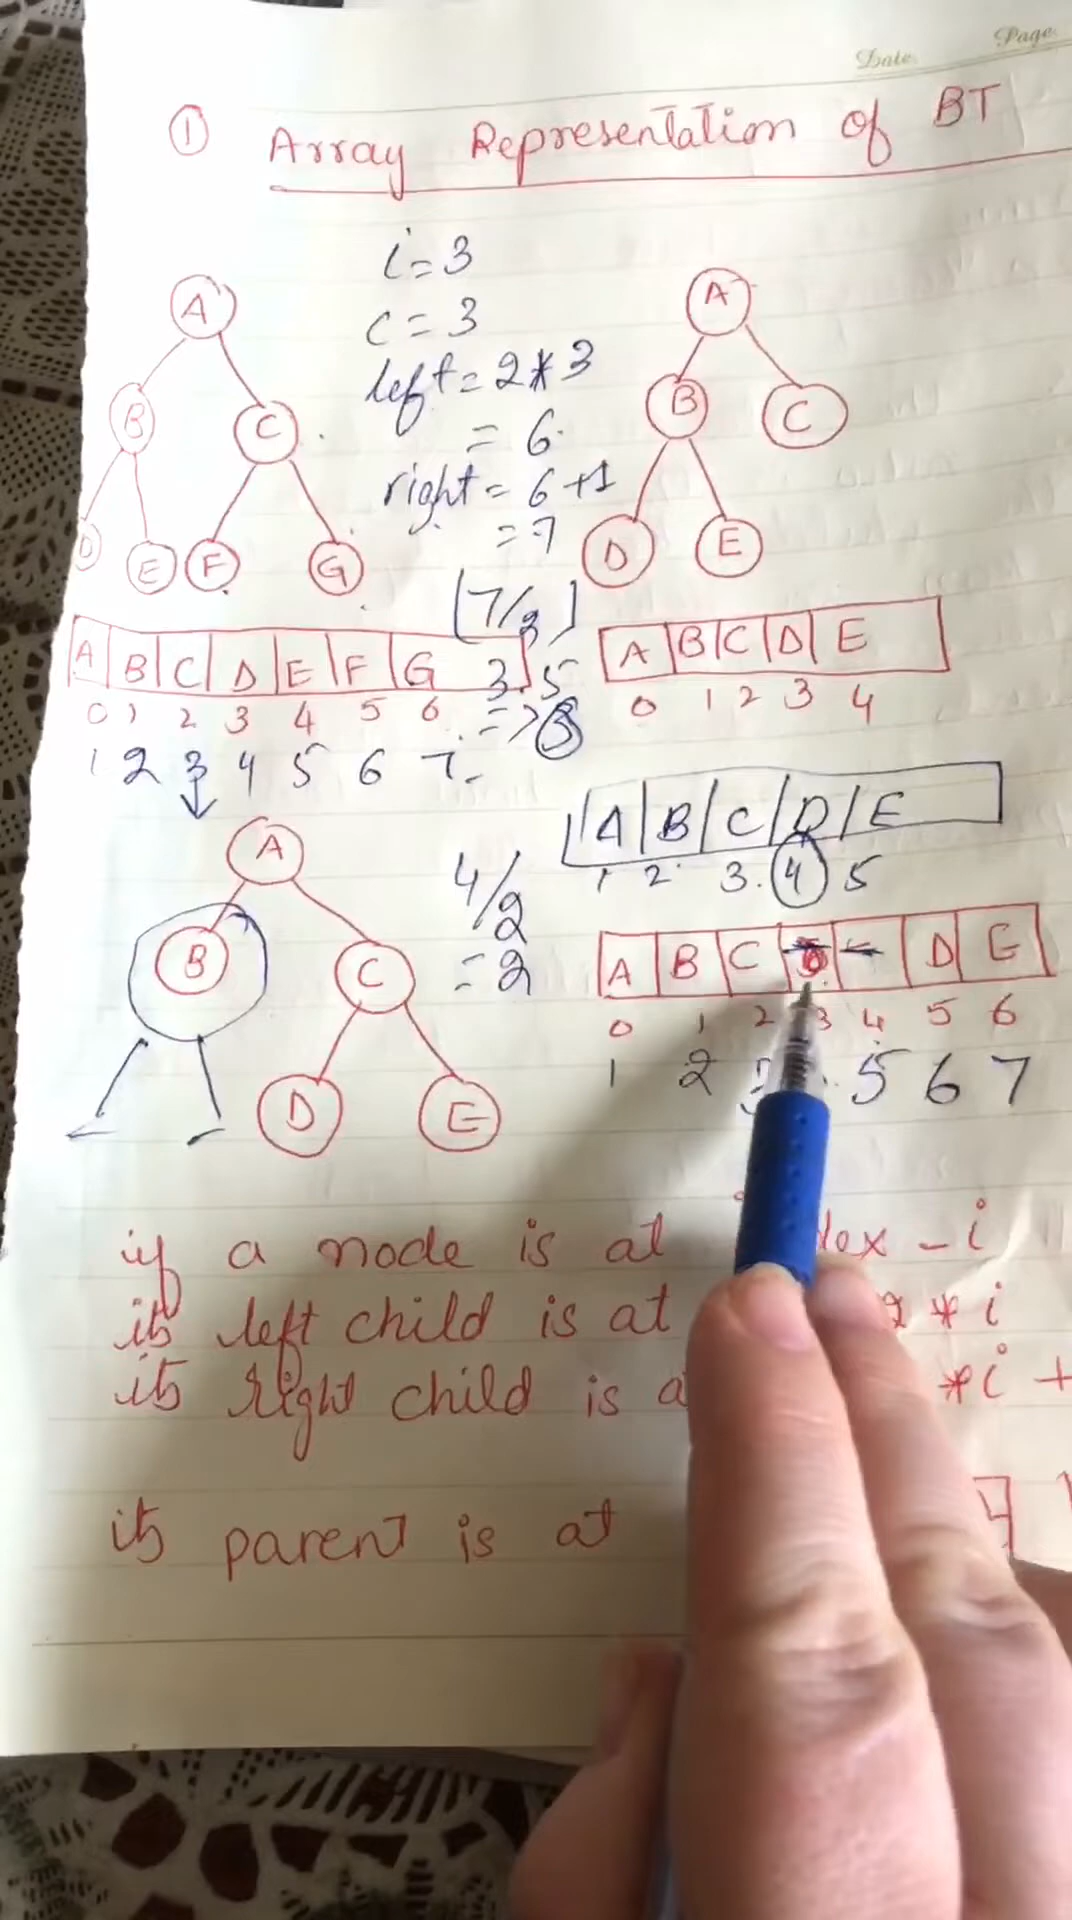 Date.
Page.
① Array Representation of BT
i=3
c=3
left=2*3
= 6
right = 6+1
= 7
A
B
C
D
E
F
G
A
B
C
D
E
[7/2]
3.5
=> 3
A B C D E F G
0 1 2 3 4 5 6
1 2 3 4 5 6 7
A B C D E
0 1 2 3 4
A B C D E
1 2 3 4 5
A
B
C
D
E
4/2
= 2
A B C - - D E
0 1 2 3 4 5 6
1 2 5 6 7
if a node is at - i
its left child is at * i
its right child is *i +
its parent is at